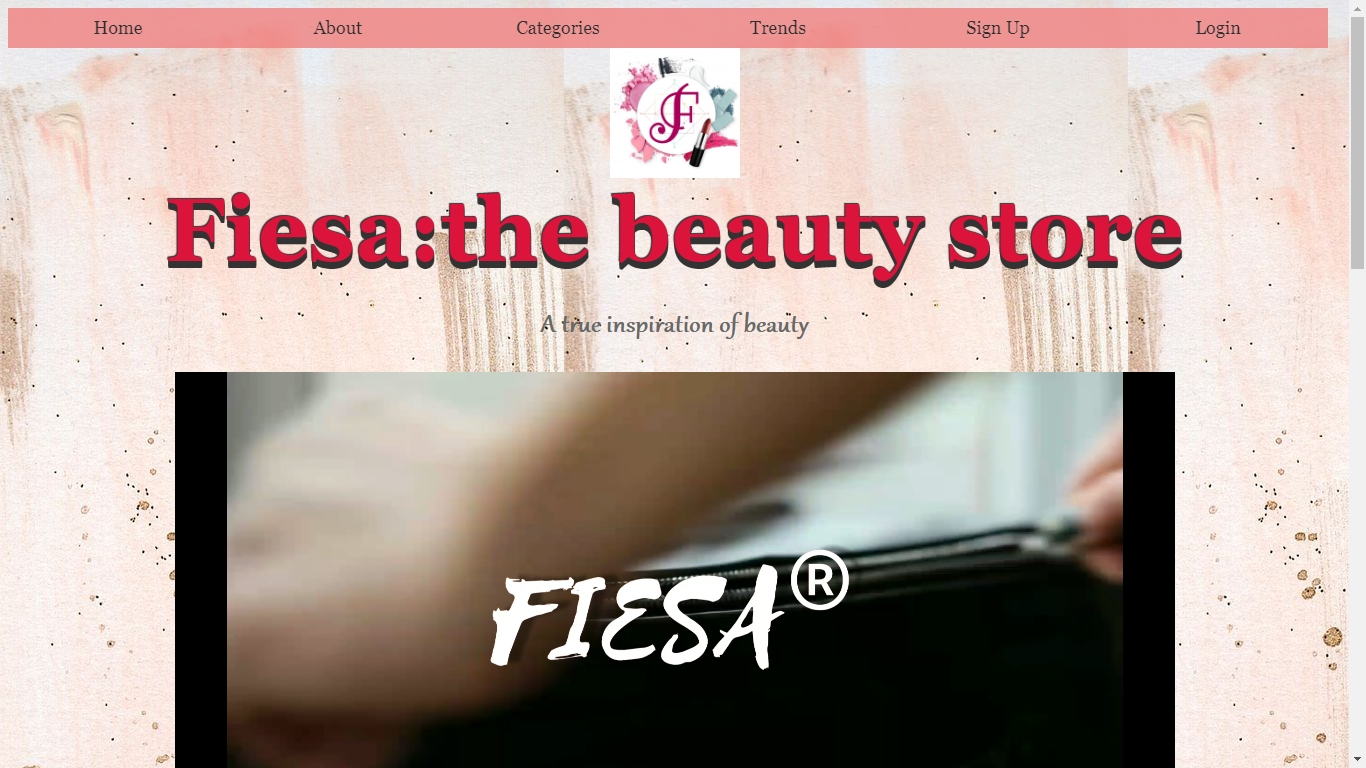 Home About Categories Trends Sign Up Login
F
Fiesa:the beauty store
A true inspiration of beauty
FIESA®